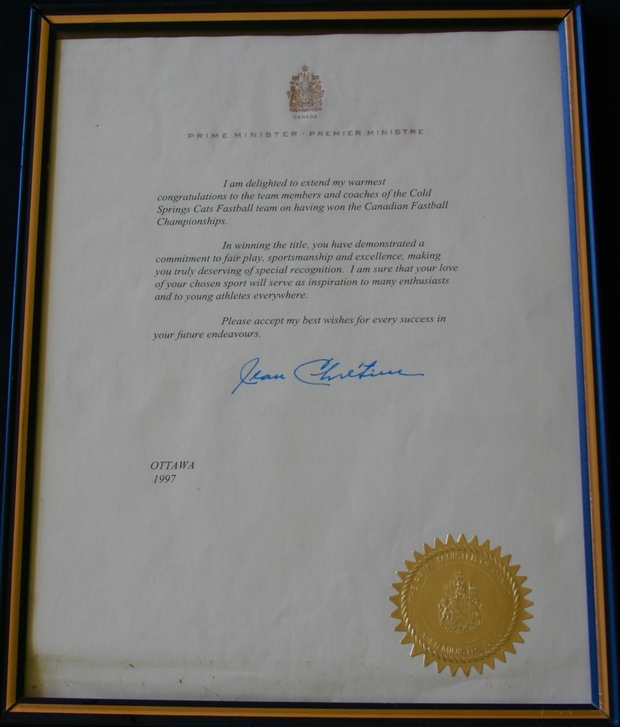 CANADA
PRIME MINISTER - PREMIER MINISTRE
I am delighted to extend my warmest
congratulations to the team members and coaches of the Cold
Springs Cats Fastball team on having won the Canadian Fastball
Championships.
In winning the title, you have demonstrated a
commitment to fair play, sportsmanship and excellence, making
you truly deserving of special recognition. I am sure that your love
of your chosen sport will serve as inspiration to many enthusiasts
and to young athletes everywhere.
Please accept my best wishes for every success in
your future endeavours.
Jean Chrétien
OTTAWA
1997